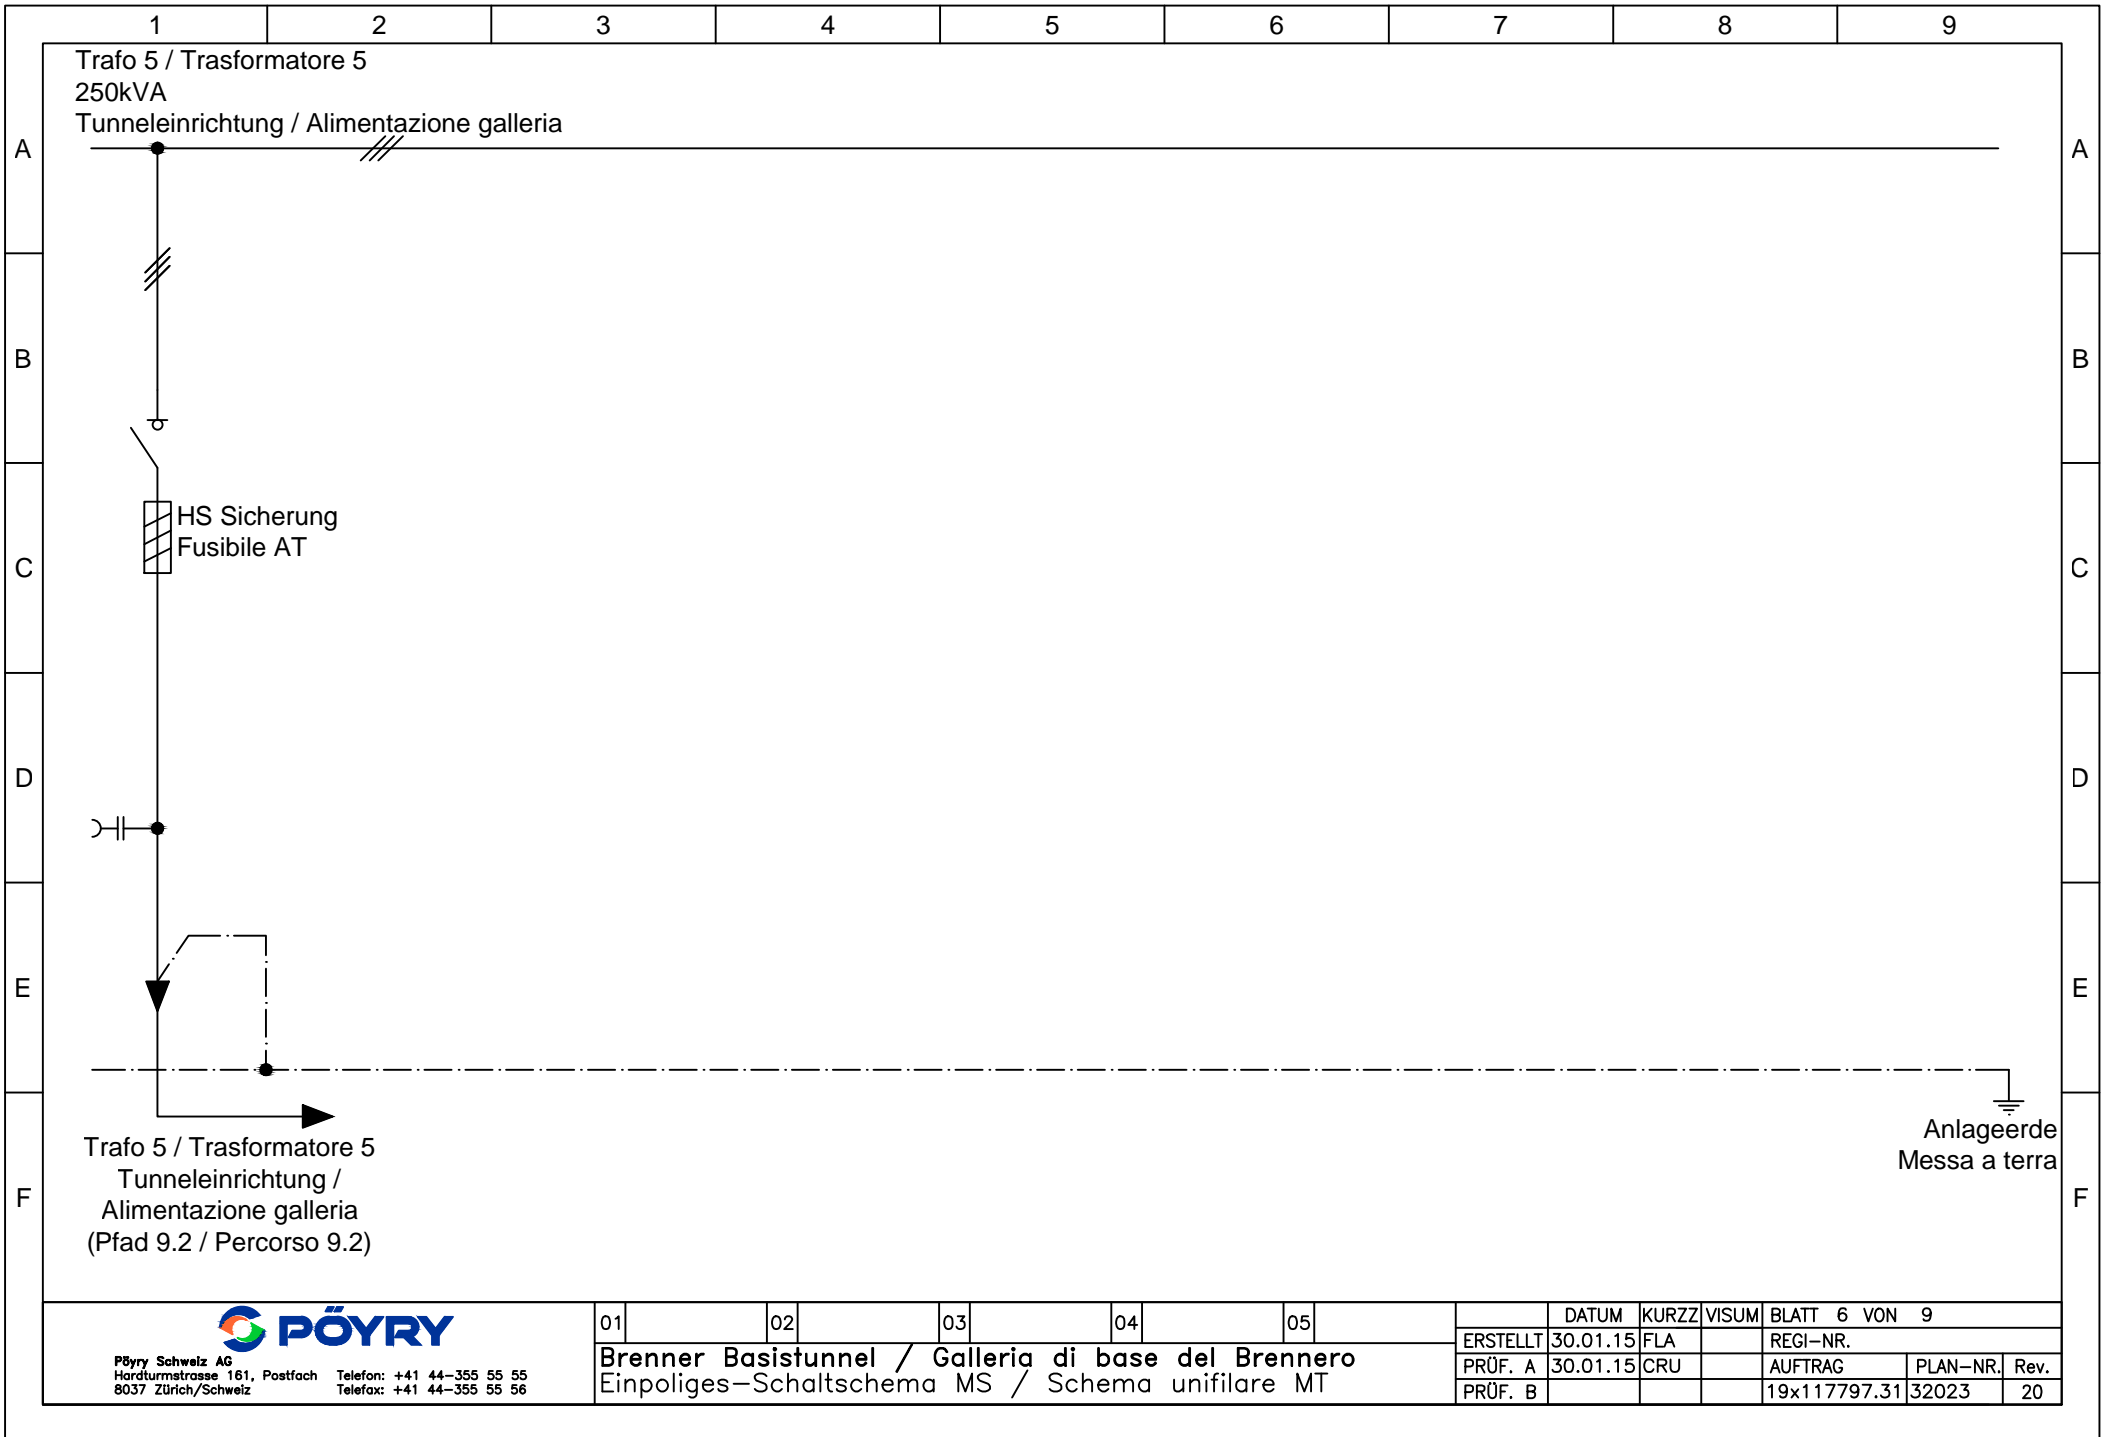 1 2 3 4 5 6 7 8 9
Trafo 5 / Trasformatore 5
250kVA
Tunneleinrichtung / Alimentazione galleria
A A
B B
HS Sicherung
Fusibile AT
C C
D D
E E
Anlageerde
Messa a terra
Trafo 5 / Trasformatore 5
Tunneleinrichtung /
Alimentazione galleria
(Pfad 9.2 / Percorso 9.2)
F F
PÖYRY
Pöyry Schweiz AG
Hardturmstrasse 161, Postfach Telefon: +41 44-355 55 55
8037 Zürich/Schweiz Telefax: +41 44-355 55 56
01 02 03 04 05
Brenner Basistunnel / Galleria di base del Brennero
Einpoliges-Schaltschema MS / Schema unifilare MT
DATUM KURZZ VISUM BLATT 6 VON 9
ERSTELLT 30.01.15 FLA REGI-NR.
PRÜF. A 30.01.15 CRU AUFTRAG PLAN-NR. Rev.
PRÜF. B 19x117797.31 32023 20